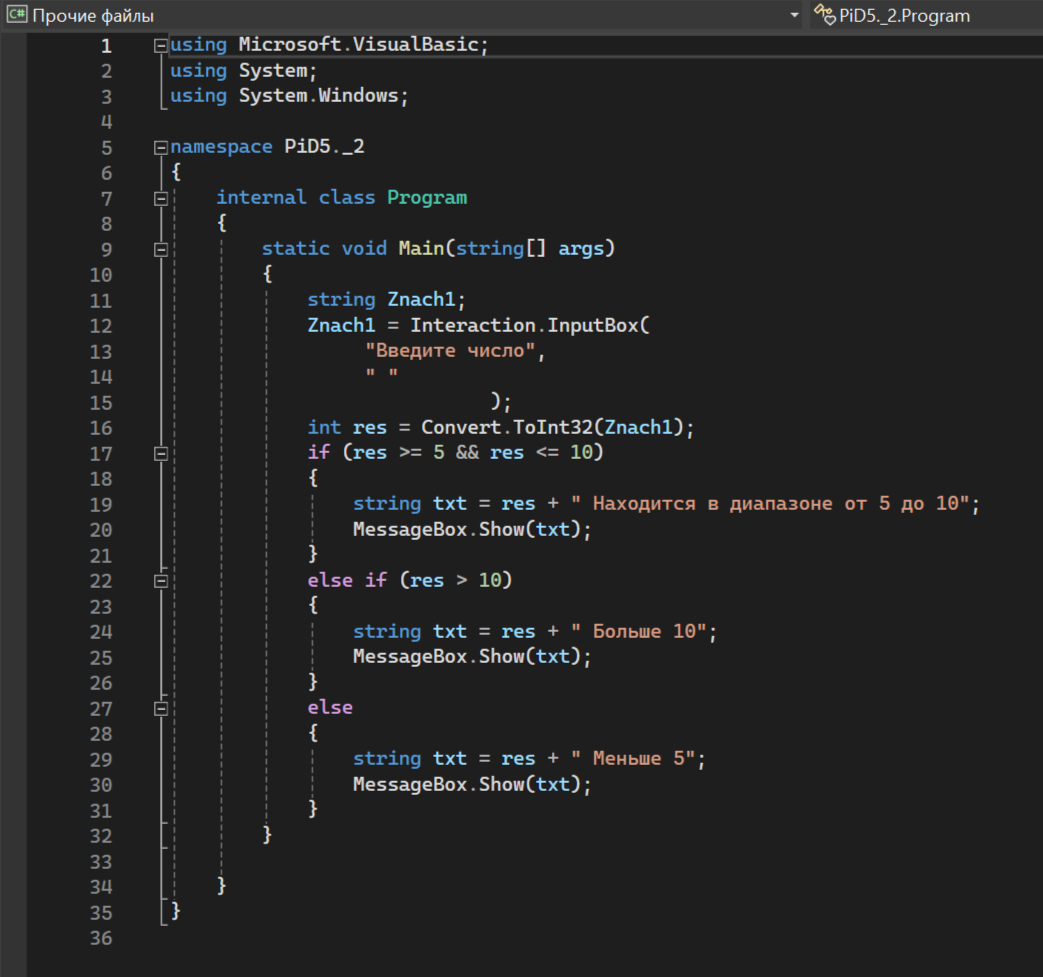 C# Прочие файлы PiD5._2.Program
1 using Microsoft.VisualBasic;
2 using System;
3 using System.Windows;
4
5 namespace PiD5._2
6 {
7 internal class Program
8 {
9 static void Main(string[] args)
10 {
11 string Znach1;
12 Znach1 = Interaction.InputBox(
13 "Введите число",
14 " "
15 );
16 int res = Convert.ToInt32(Znach1);
17 if (res >= 5 && res <= 10)
18 {
19 string txt = res + " Находится в диапазоне от 5 до 10";
20 MessageBox.Show(txt);
21 }
22 else if (res > 10)
23 {
24 string txt = res + " Больше 10";
25 MessageBox.Show(txt);
26 }
27 else
28 {
29 string txt = res + " Меньше 5";
30 MessageBox.Show(txt);
31 }
32 }
33
34 }
35 }
36